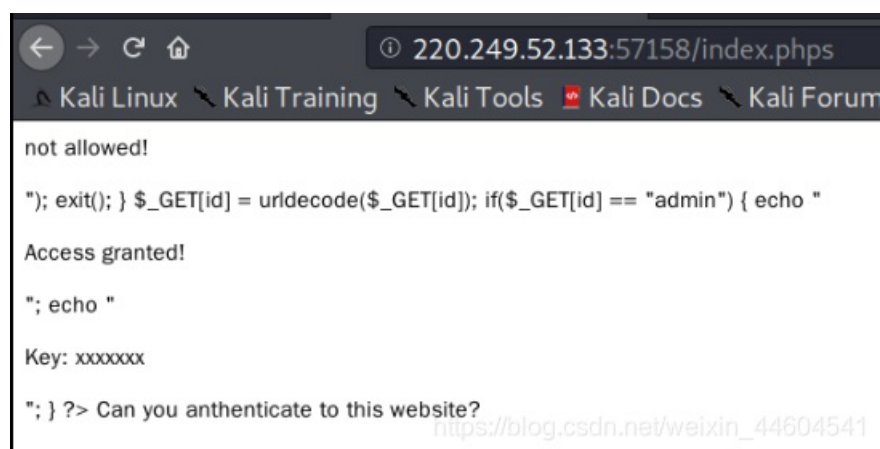 220.249.52.133:57158/index.phps
Kali Linux Kali Training Kali Tools Kali Docs Kali Forum
not allowed!
"); exit(); } $_GET[id] = urldecode($_GET[id]); if($_GET[id] == "admin") { echo "
Access granted!
"; echo "
Key: xxxxxxx
"; } ?> Can you anthenticate to this website?
https://blog.csdn.net/weixin_44604541